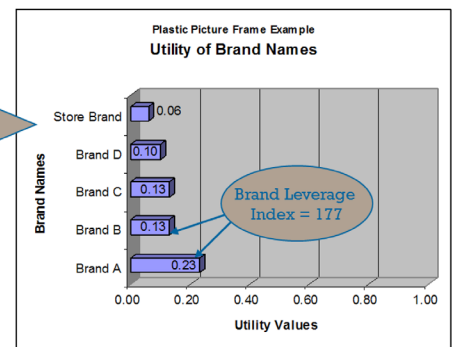 Plastic Picture Frame Example
Utility of Brand Names
Brand Names
Store Brand 0.06
Brand D 0.10
Brand C 0.13
Brand B 0.13
Brand A 0.23
Brand Leverage
Index = 177
0.00 0.20 0.40 0.60 0.80 1.00
Utility Values